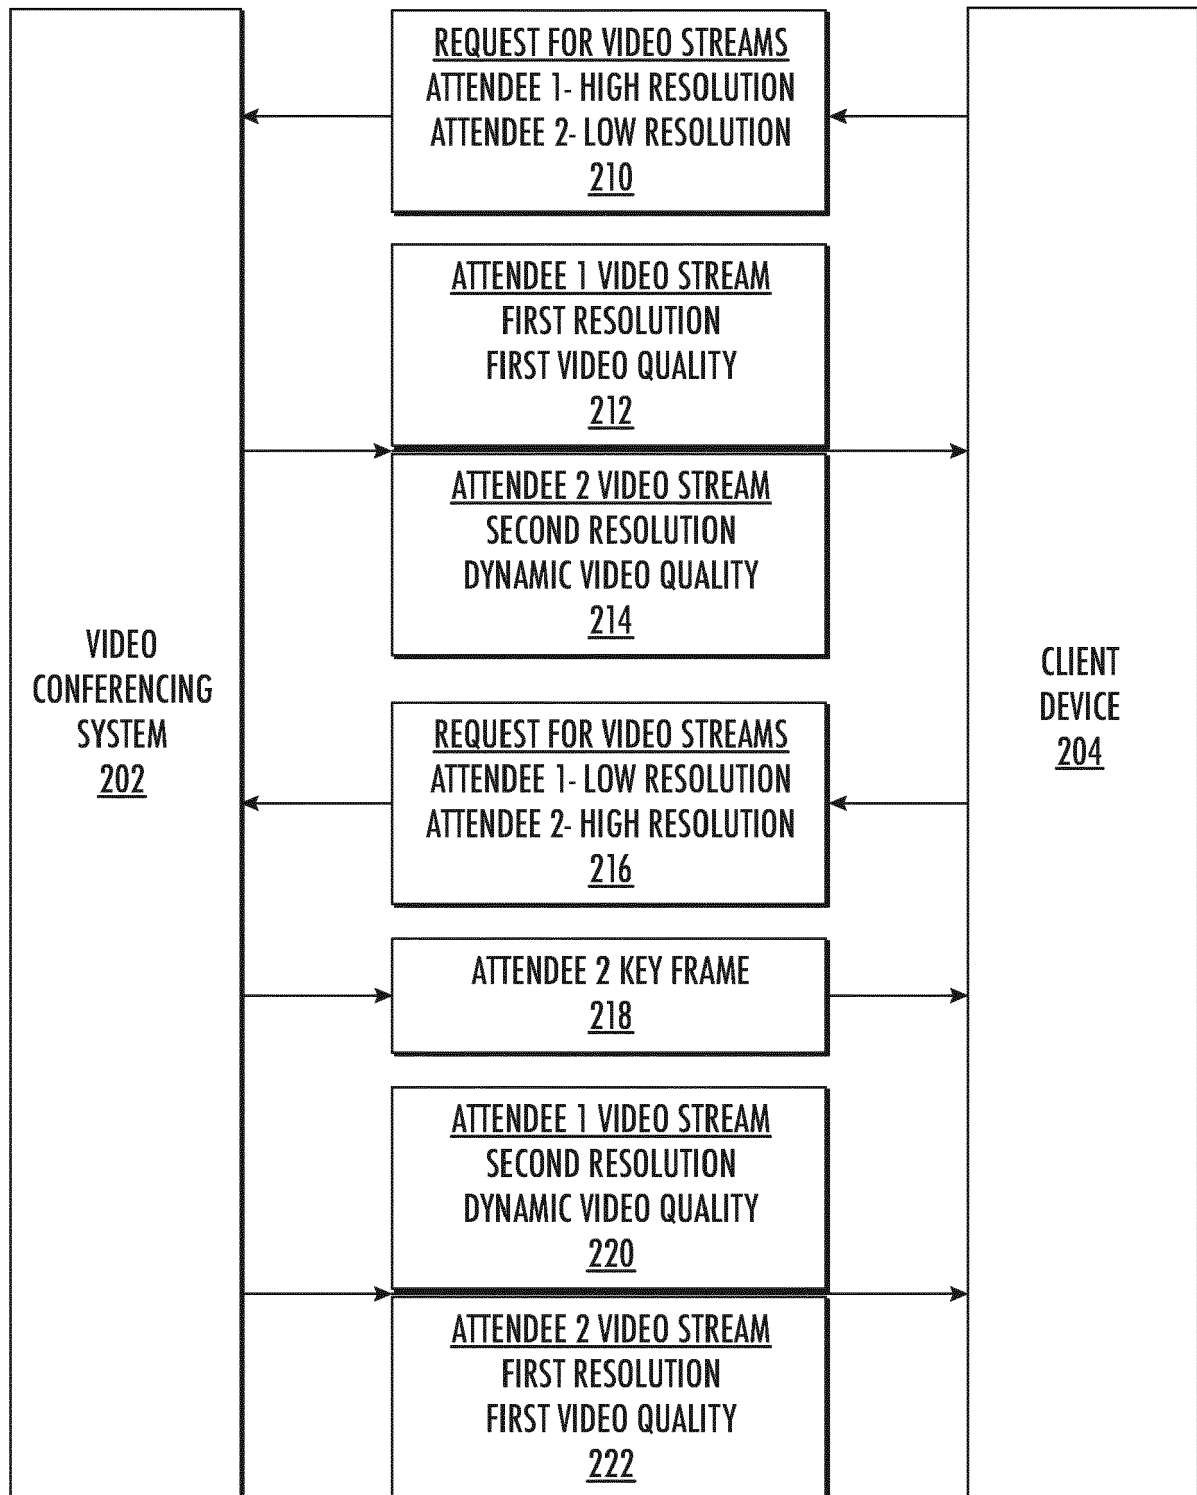 REQUEST FOR VIDEO STREAMS
ATTENDEE 1- HIGH RESOLUTION
ATTENDEE 2- LOW RESOLUTION
210
ATTENDEE 1 VIDEO STREAM
FIRST RESOLUTION
FIRST VIDEO QUALITY
212
ATTENDEE 2 VIDEO STREAM
SECOND RESOLUTION
DYNAMIC VIDEO QUALITY
214
VIDEO
CONFERENCING
SYSTEM
202
CLIENT
DEVICE
204
REQUEST FOR VIDEO STREAMS
ATTENDEE 1- LOW RESOLUTION
ATTENDEE 2- HIGH RESOLUTION
216
ATTENDEE 2 KEY FRAME
218
ATTENDEE 1 VIDEO STREAM
SECOND RESOLUTION
DYNAMIC VIDEO QUALITY
220
ATTENDEE 2 VIDEO STREAM
FIRST RESOLUTION
FIRST VIDEO QUALITY
222